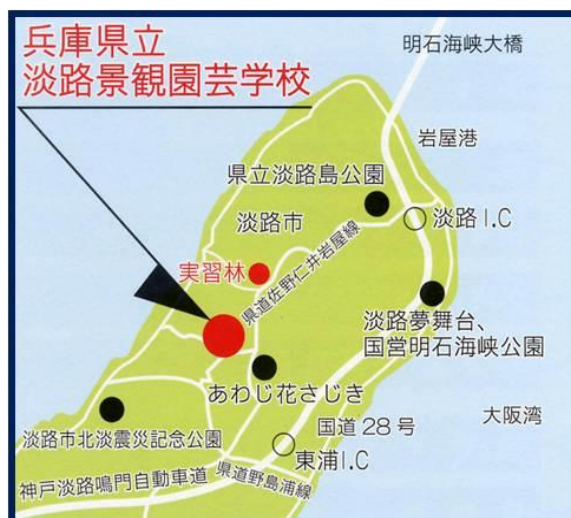 兵庫県立
淡路景観園芸学校
明石海峡大橋
岩屋港
県立淡路島公園
淡路I.C
淡路市
実習林
県道佐野仁井岩屋線
淡路夢舞台、
国営明石海峡公園
あわじ花さじき
大阪湾
国道28号
淡路市北淡震災記念公園
東浦I.C
神戸淡路鳴門自動車道
県道野島浦線